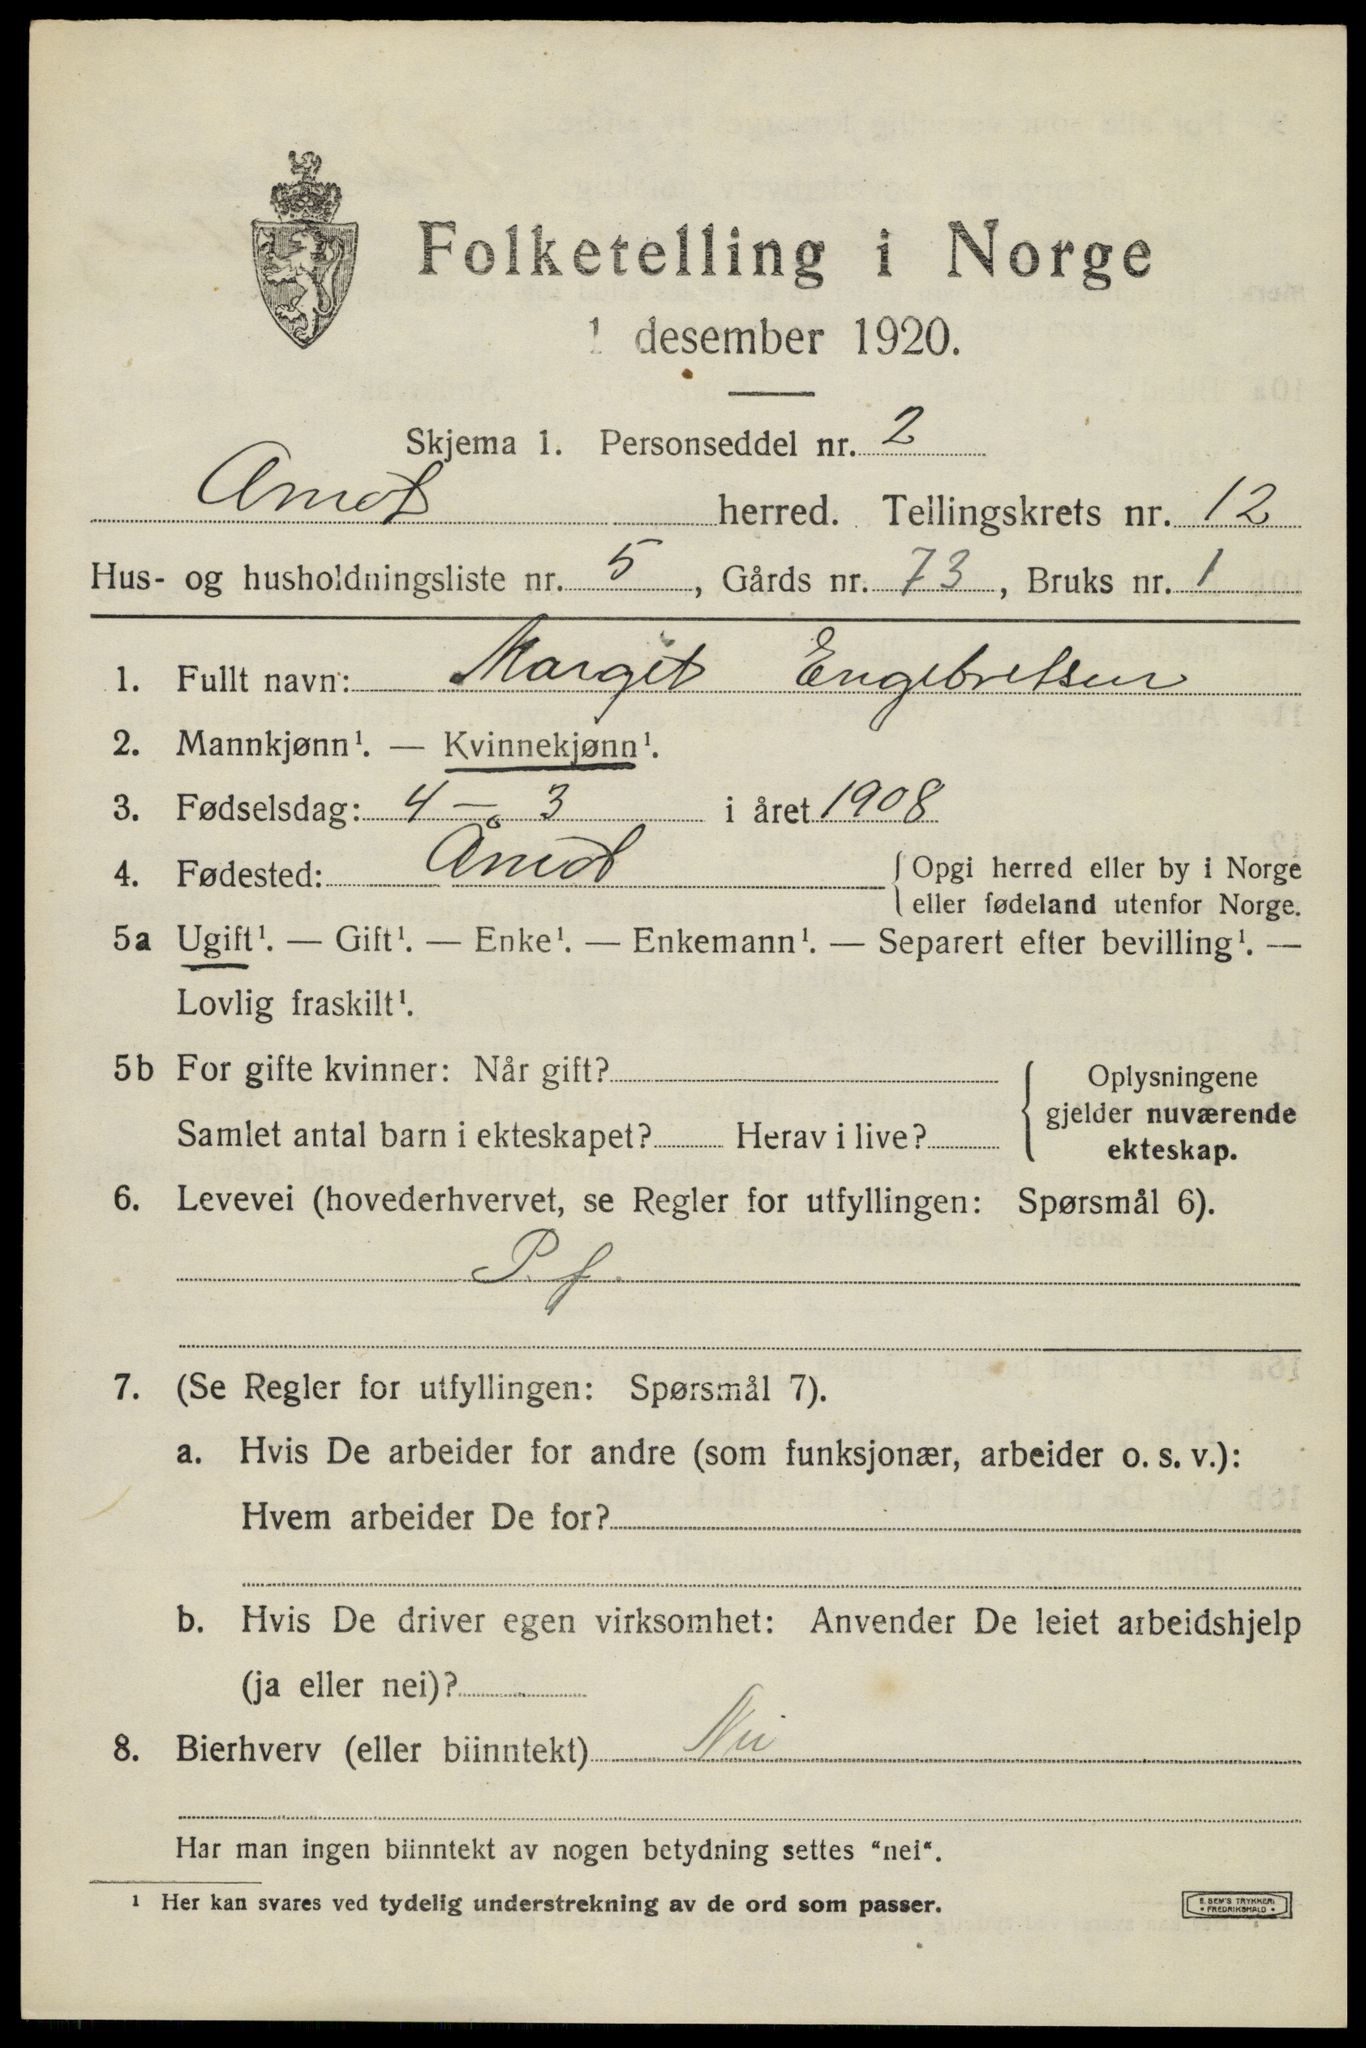 Folketelling i Norge
1 desember 1920.
Skjema 1. Personseddel nr. 2
Amot herred. Tellingskrets nr. 12
Hus- og husholdningsliste nr. 5, Gårds nr. 73, Bruks nr. 1
1. Fullt navn: Margit Engebretsen
2. Mannkjønn¹. — Kvinnekjønn¹.
3. Fødselsdag: 4 — 3 i året 1908
4. Fødested: Åmot { Opgi herred eller by i Norge
eller fødeland utenfor Norge.
5a Ugift¹. — Gift¹. — Enke¹. — Enkemann¹. — Separert efter bevilling¹. —
Lovlig fraskilt¹.
5b For gifte kvinner: Når gift?
Samlet antal barn i ekteskapet? Herav i live?
{ Oplysningene
gjelder nuværende
ekteskap.
6. Levevei (hovederhvervet, se Regler for utfyllingen: Spørsmål 6).
P. f.
7. (Se Regler for utfyllingen: Spørsmål 7).
a. Hvis De arbeider for andre (som funksjonær, arbeider o. s. v.):
Hvem arbeider De for?
b. Hvis De driver egen virksomhet: Anvender De leiet arbeidshjelp
(ja eller nei)?
8. Bierhverv (eller biinntekt) Nei
Har man ingen biinntekt av nogen betydning settes "nei".
¹ Her kan svares ved tydelig understrekning av de ord som passer.
E. SEM'S TRYKKERI
• FREDRIKSHALD •